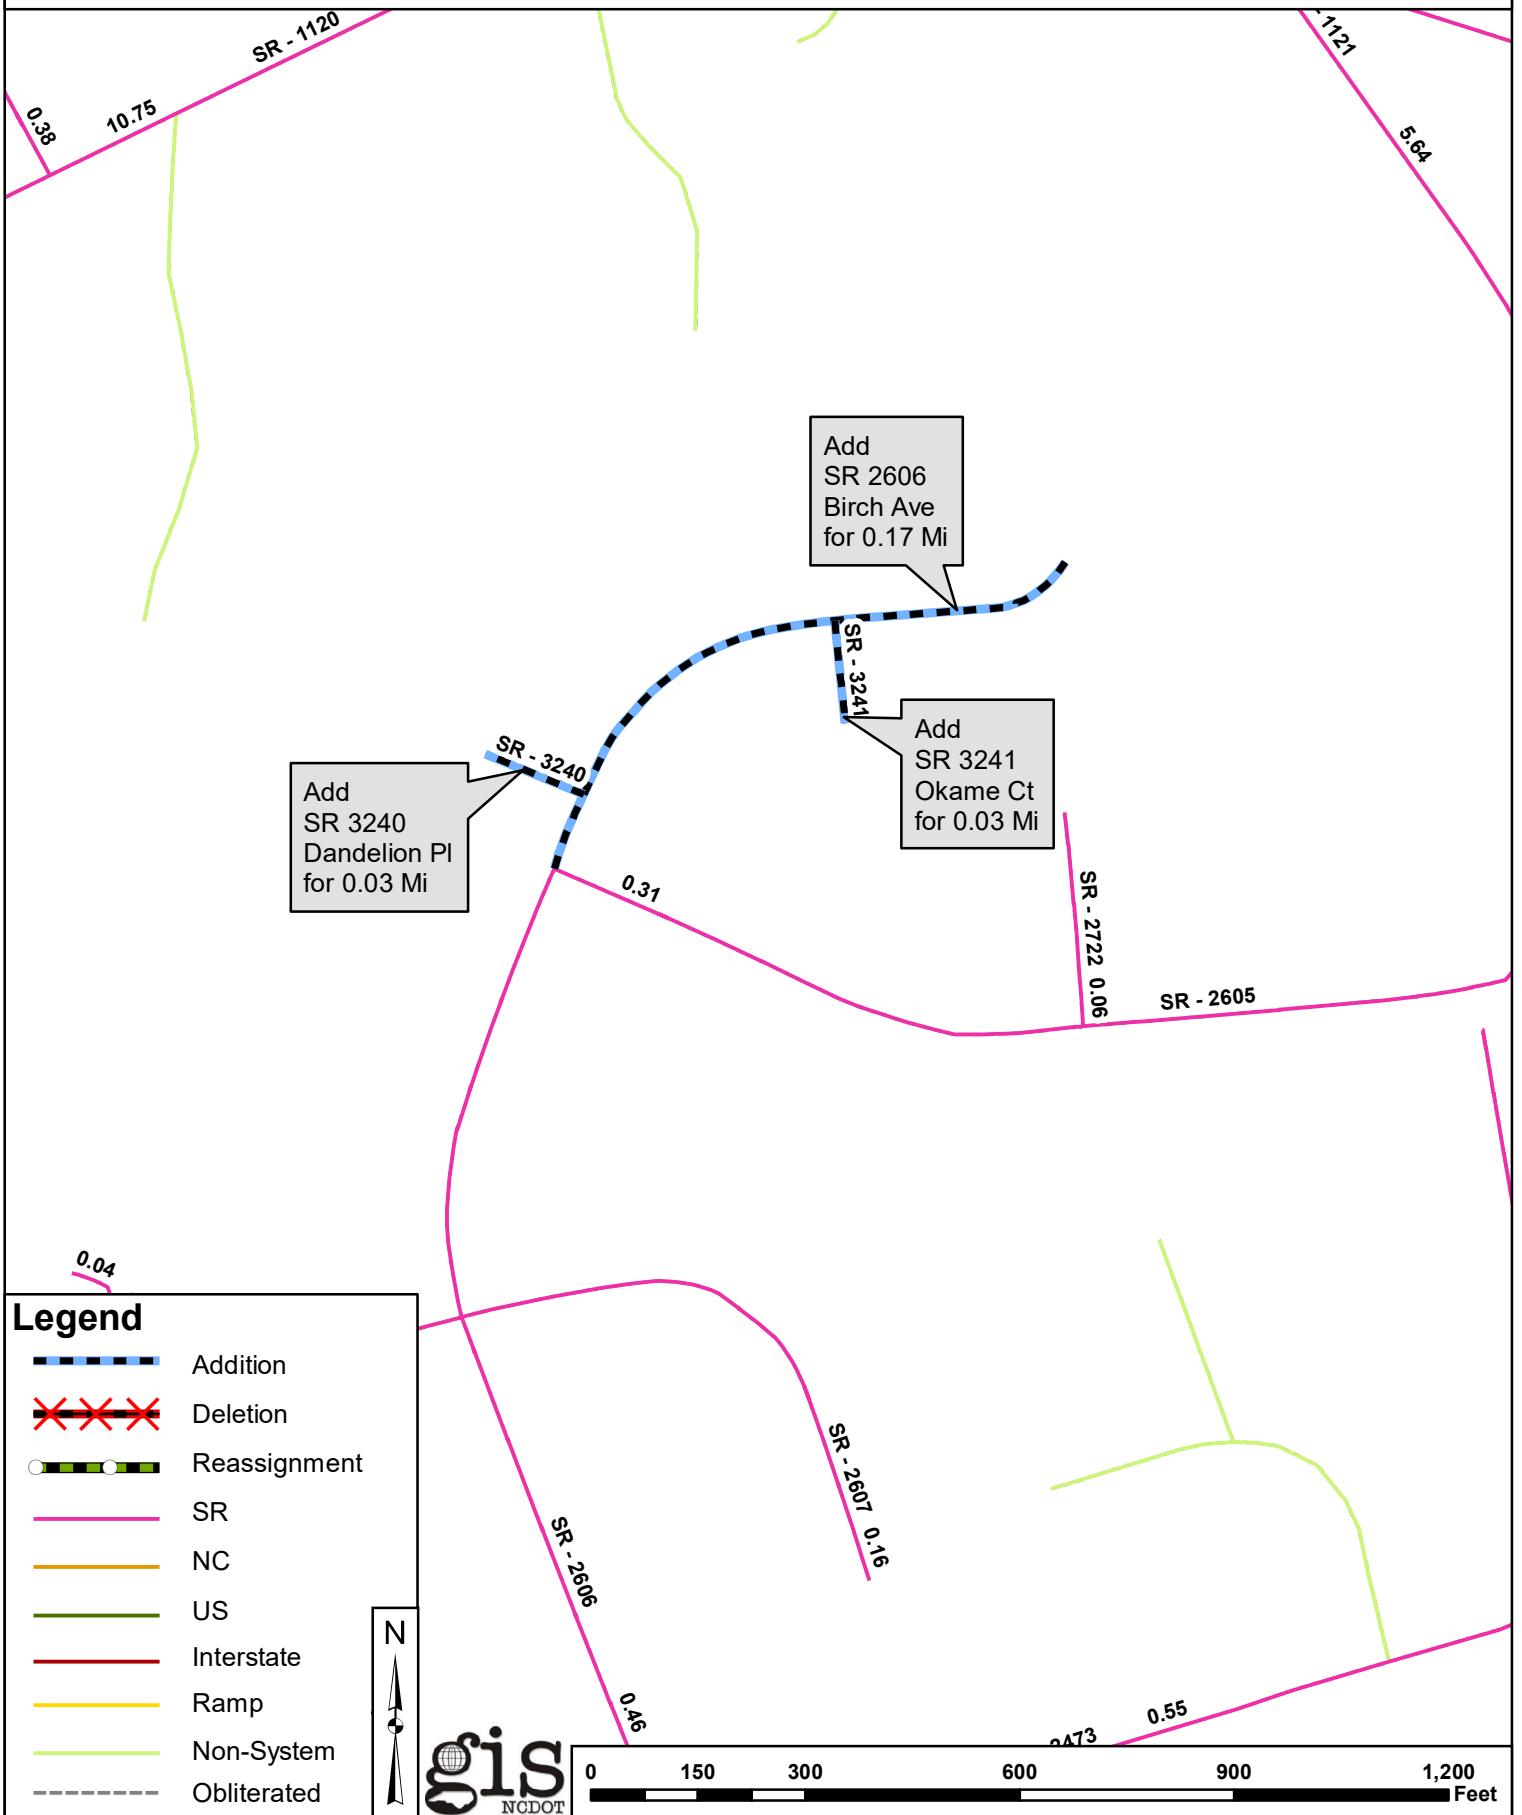 SR - 1120
- 1121
10.75
0.38
5.64
Add
SR 2606
Birch Ave
for 0.17 Mi
SR - 3241
Add
SR 3241
Okame Ct
for 0.03 Mi
SR - 3240
Add
SR 3240
Dandelion Pl
for 0.03 Mi
0.31
SR - 2722 0.06
SR - 2605
0.04
SR - 2607 0.16
SR - 2606
0.46
0.55
Legend
Addition
Deletion
Reassignment
SR
NC
US
Interstate
Ramp
Non-System
Obliterated
N
gis
NCDOT
0 150 300 600 900 1,200
Feet